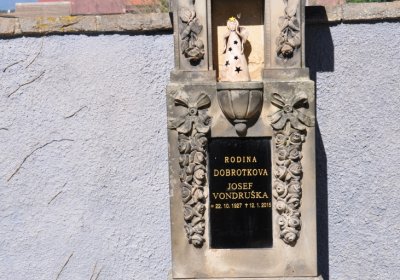 RODINA
DOBROTKOVA
JOSEF
VONDRUŠKA
* 22. 10. 1927 ✝ 12. 1. 2015